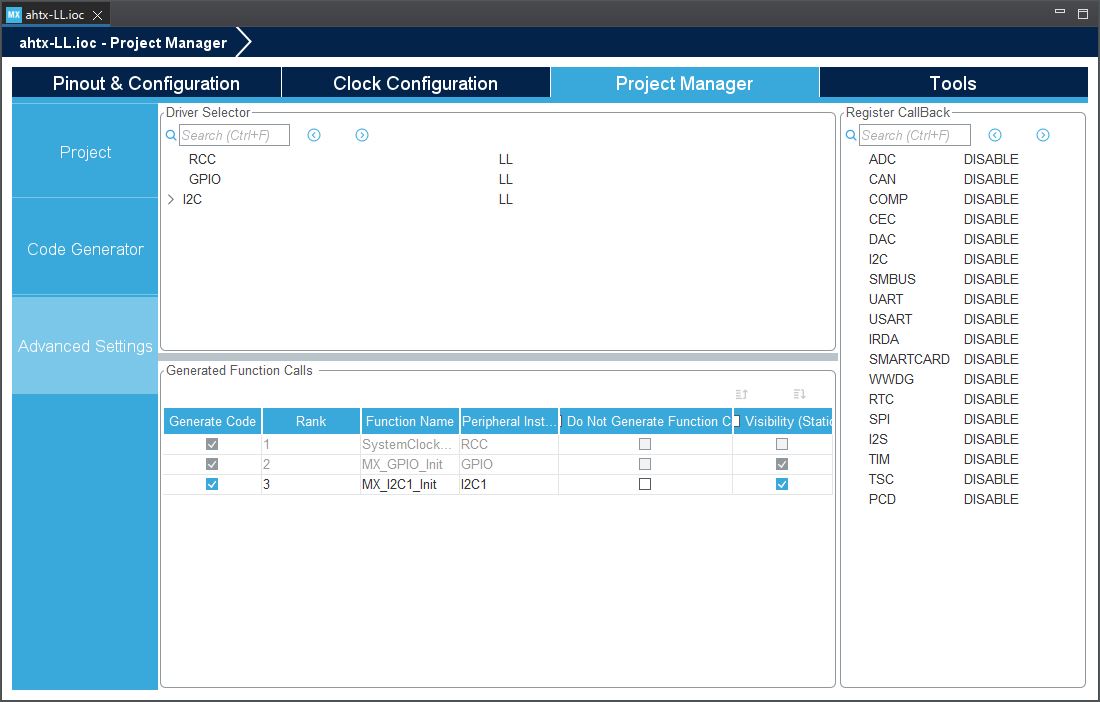 MX ahtx-LL.ioc
ahtx-LL.ioc - Project Manager
Pinout & Configuration Clock Configuration Project Manager Tools
Project
Code Generator
Advanced Settings
Driver Selector
Search (Ctrl+F)
RCC LL
GPIO LL
I2C LL
Generated Function Calls
Generate Code Rank Function Name Peripheral Inst... Do Not Generate Function C Visibility (Static
1 SystemClock... RCC
2 MX_GPIO_Init GPIO
3 MX_I2C1_Init I2C1
Register CallBack
Search (Ctrl+F)
ADC DISABLE
CAN DISABLE
COMP DISABLE
CEC DISABLE
DAC DISABLE
I2C DISABLE
SMBUS DISABLE
UART DISABLE
USART DISABLE
IRDA DISABLE
SMARTCARD DISABLE
WWDG DISABLE
RTC DISABLE
SPI DISABLE
I2S DISABLE
TIM DISABLE
TSC DISABLE
PCD DISABLE